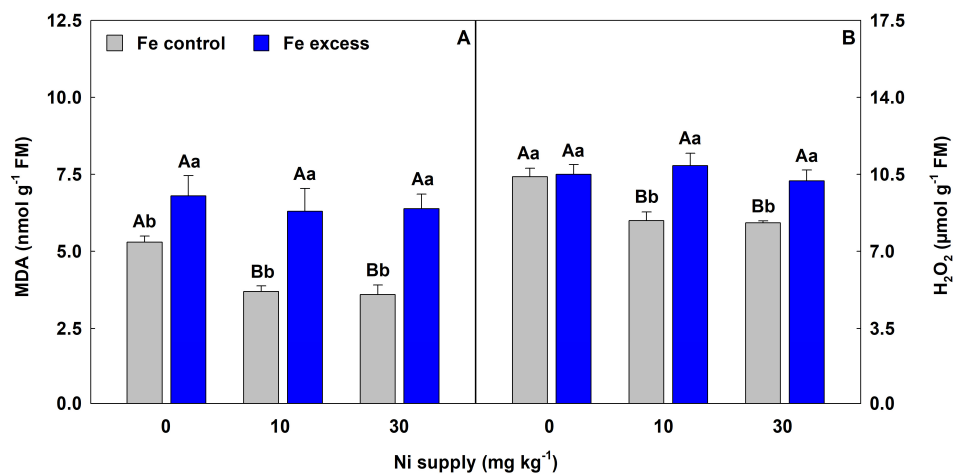 12.5
10.0
7.5
5.0
2.5
0.0
MDA (nmol g⁻¹ FM)
Fe control Fe excess
A
Ab Aa
Bb Aa
Bb Aa
0 10 30
B
Aa Aa
Bb Aa
Bb Aa
0 10 30
17.5
14.0
10.5
7.0
3.5
0.0
H₂O₂ (µmol g⁻¹ FM)
Ni supply (mg kg⁻¹)